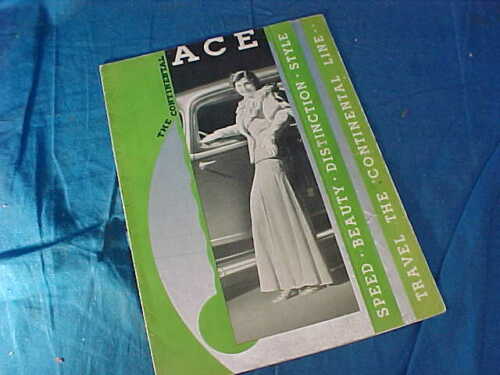 THE CONTINENTAL
ACE
SPEED · BEAUTY · DISTINCTION · STYLE
TRAVEL THE "CONTINENTAL LINE"